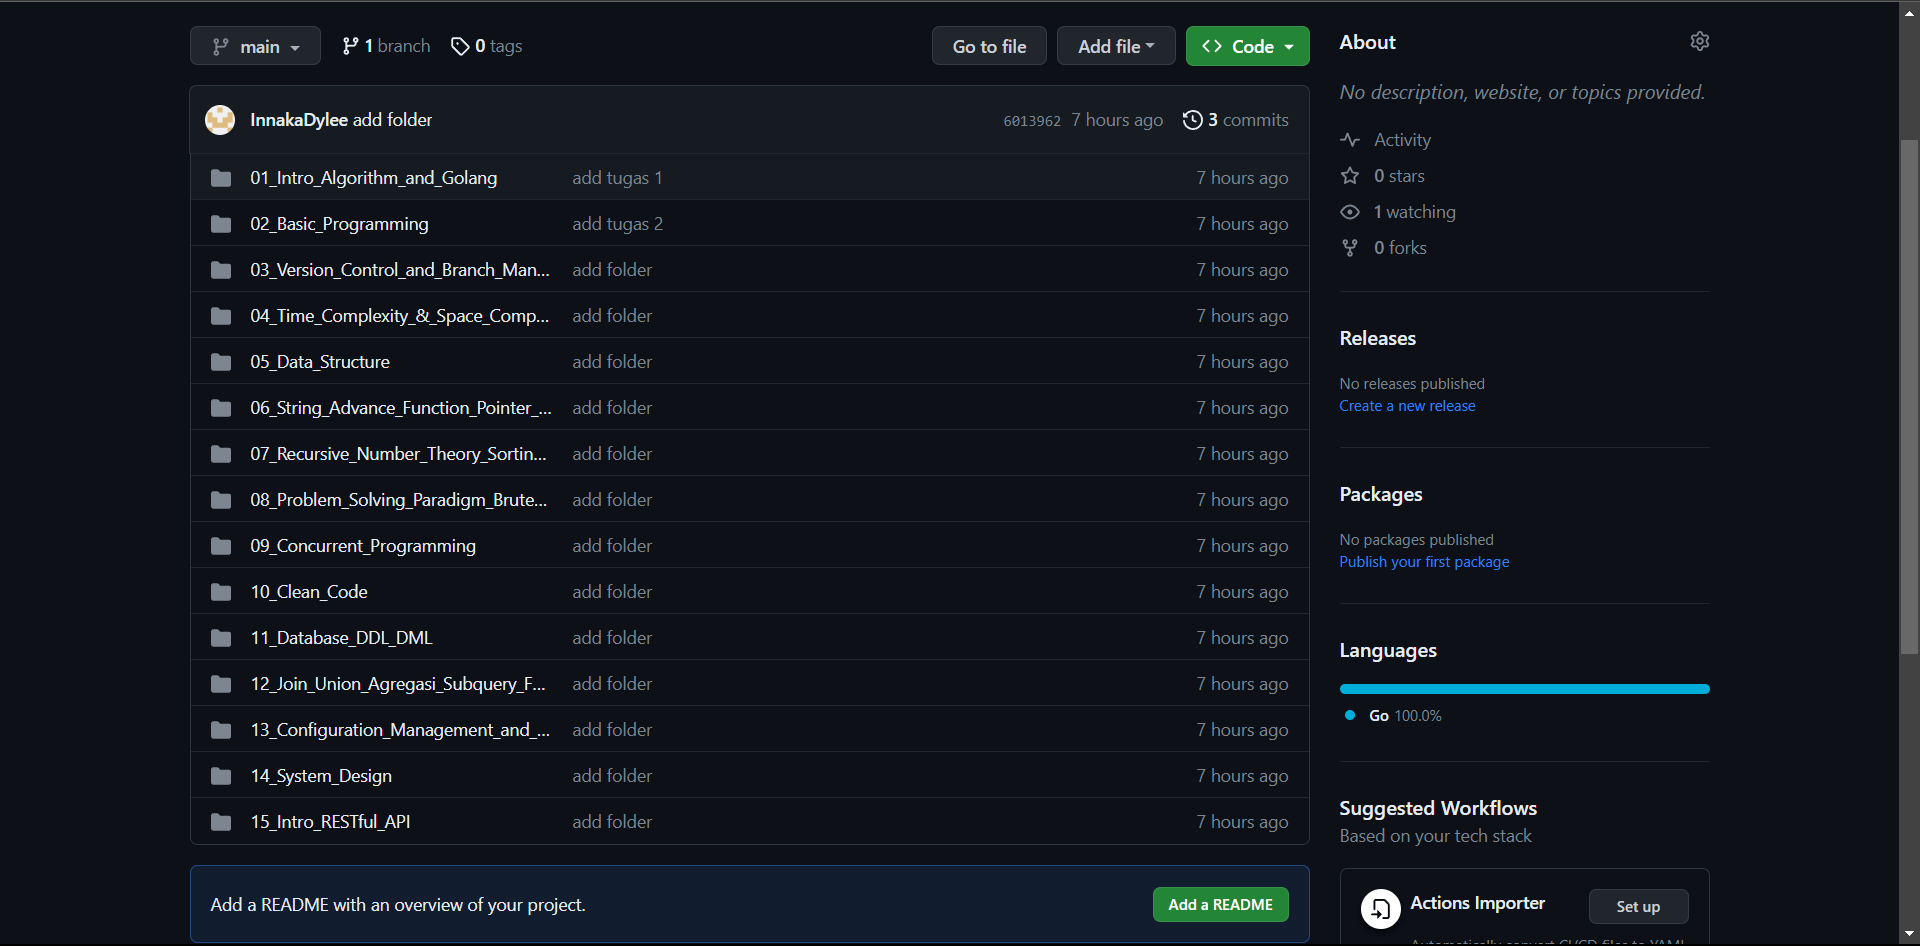 main
1 branch
0 tags
Go to file
Add file
Code
InnakaDylee add folder
6013962 7 hours ago
3 commits
01_Intro_Algorithm_and_Golang add tugas 1 7 hours ago
02_Basic_Programming add tugas 2 7 hours ago
03_Version_Control_and_Branch_Man... add folder 7 hours ago
04_Time_Complexity_&_Space_Comp... add folder 7 hours ago
05_Data_Structure add folder 7 hours ago
06_String_Advance_Function_Pointer_... add folder 7 hours ago
07_Recursive_Number_Theory_Sortin... add folder 7 hours ago
08_Problem_Solving_Paradigm_Brute... add folder 7 hours ago
09_Concurrent_Programming add folder 7 hours ago
10_Clean_Code add folder 7 hours ago
11_Database_DDL_DML add folder 7 hours ago
12_Join_Union_Agregasi_Subquery_F... add folder 7 hours ago
13_Configuration_Management_and_... add folder 7 hours ago
14_System_Design add folder 7 hours ago
15_Intro_RESTful_API add folder 7 hours ago
Add a README with an overview of your project.
Add a README
About
No description, website, or topics provided.
Activity
0 stars
1 watching
0 forks
Releases
No releases published
Create a new release
Packages
No packages published
Publish your first package
Languages
Go 100.0%
Suggested Workflows
Based on your tech stack
Actions Importer
Set up
Automatically convert CI/CD files to YAML